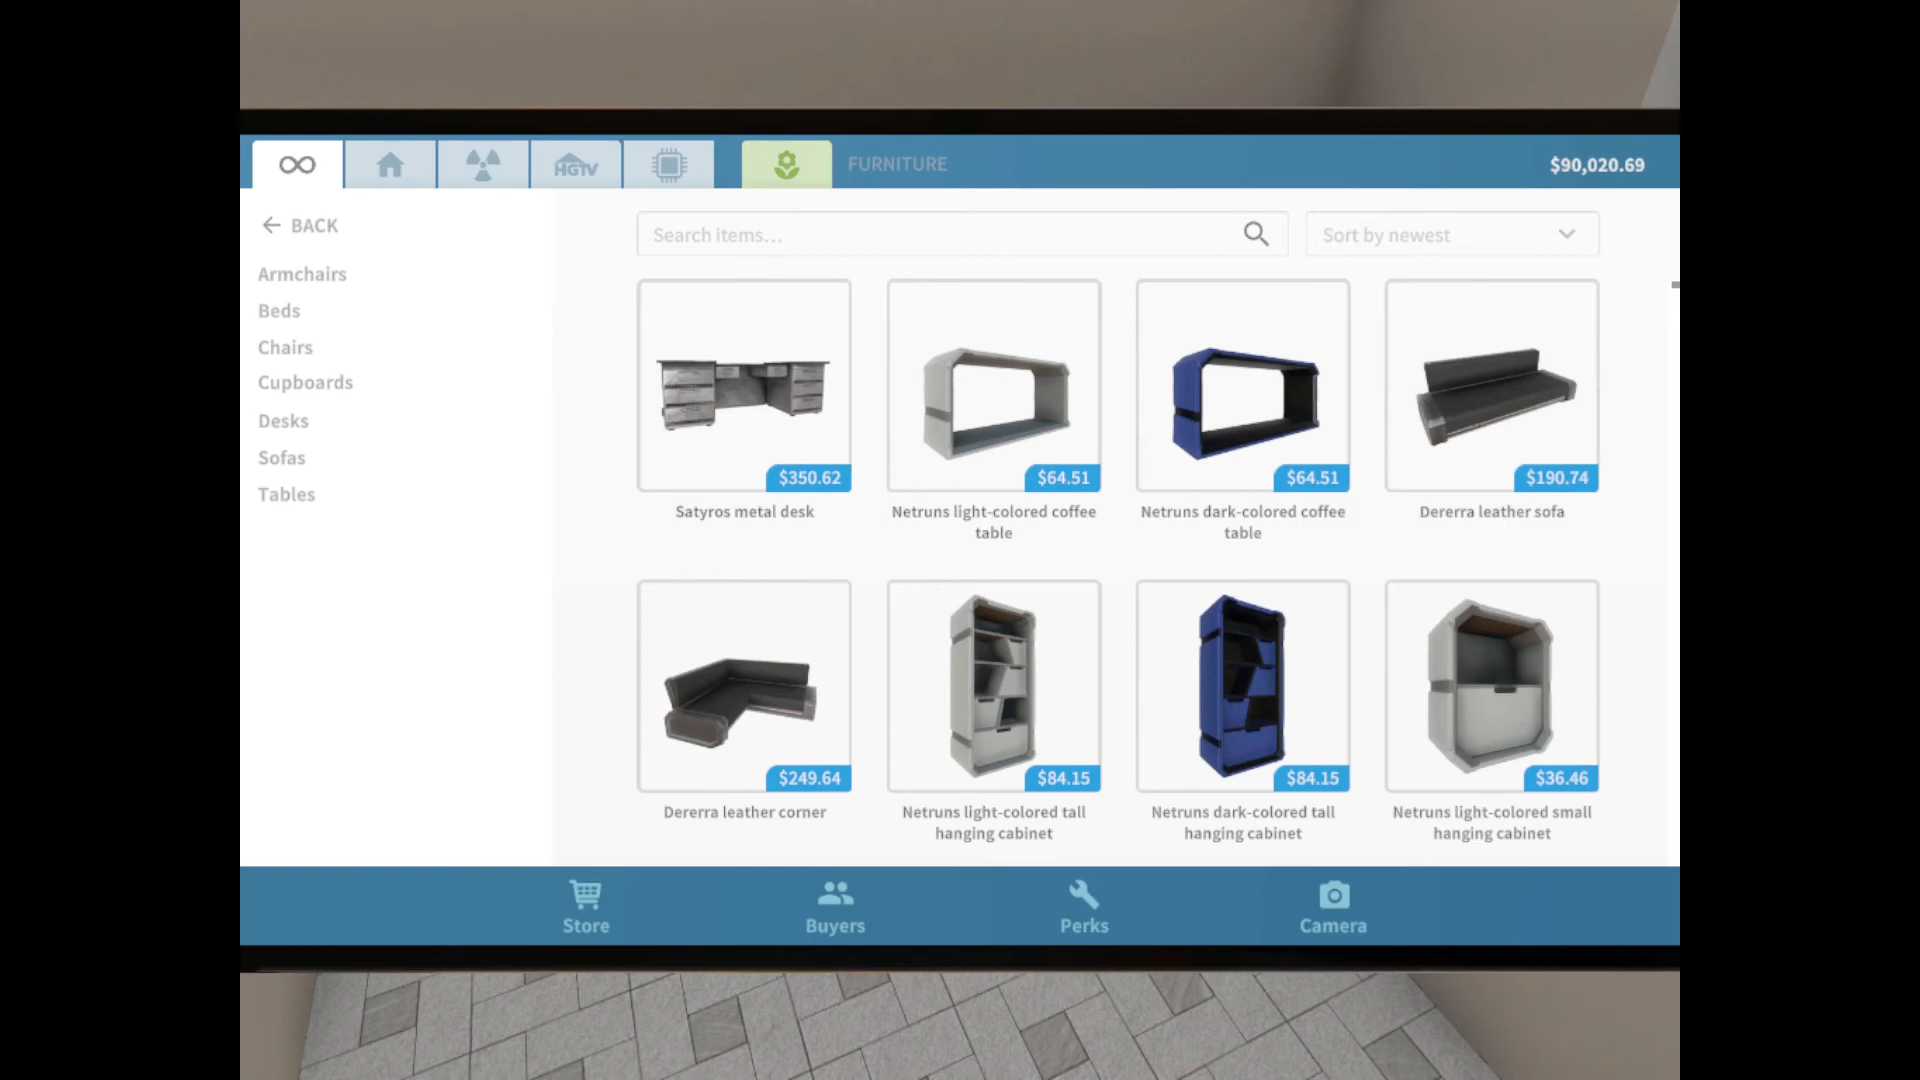 HGTV
FURNITURE
$90,020.69
BACK
Armchairs
Beds
Chairs
Cupboards
Desks
Sofas
Tables
Search items...
Sort by newest
$350.62
$64.51
$64.51
$190.74
Satyros metal desk
Netruns light-colored coffee
table
Netruns dark-colored coffee
table
Dererra leather sofa
$249.64
$84.15
$84.15
$36.46
Dererra leather corner
Netruns light-colored tall
hanging cabinet
Netruns dark-colored tall
hanging cabinet
Netruns light-colored small
hanging cabinet
Store
Buyers
Perks
Camera